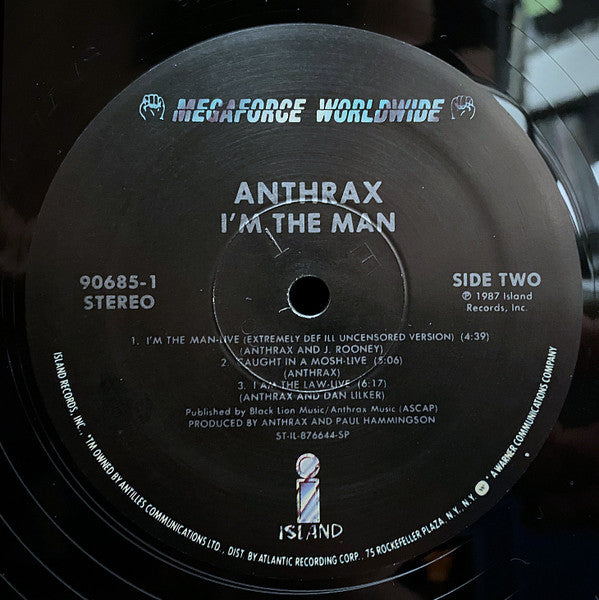 MEGAFORCE WORLDWIDE
ANTHRAX
I'M THE MAN
90685-1
STEREO
SIDE TWO
℗ 1987 Island
Records, Inc.
1. I'M THE MAN-LIVE (EXTREMELY DEF ILL UNCENSORED VERSION) (4:39)
(ANTHRAX AND J. ROONEY)
2. CAUGHT IN A MOSH-LIVE (5:06)
(ANTHRAX)
3. I AM THE LAW-LIVE (6:17)
(ANTHRAX AND DAN LILKER)
Published by Black Lion Music/Anthrax Music (ASCAP)
PRODUCED BY ANTHRAX AND PAUL HAMMINGSON
ST-IL-876644-SP
ISLAND
ISLAND RECORDS, INC., *TM OWNED BY ANTILLES COMMUNICATIONS LTD., DIST. BY ATLANTIC RECORDING CORP., 75 ROCKEFELLER PLAZA, N.Y., N.Y. • A WARNER COMMUNICATIONS COMPANY